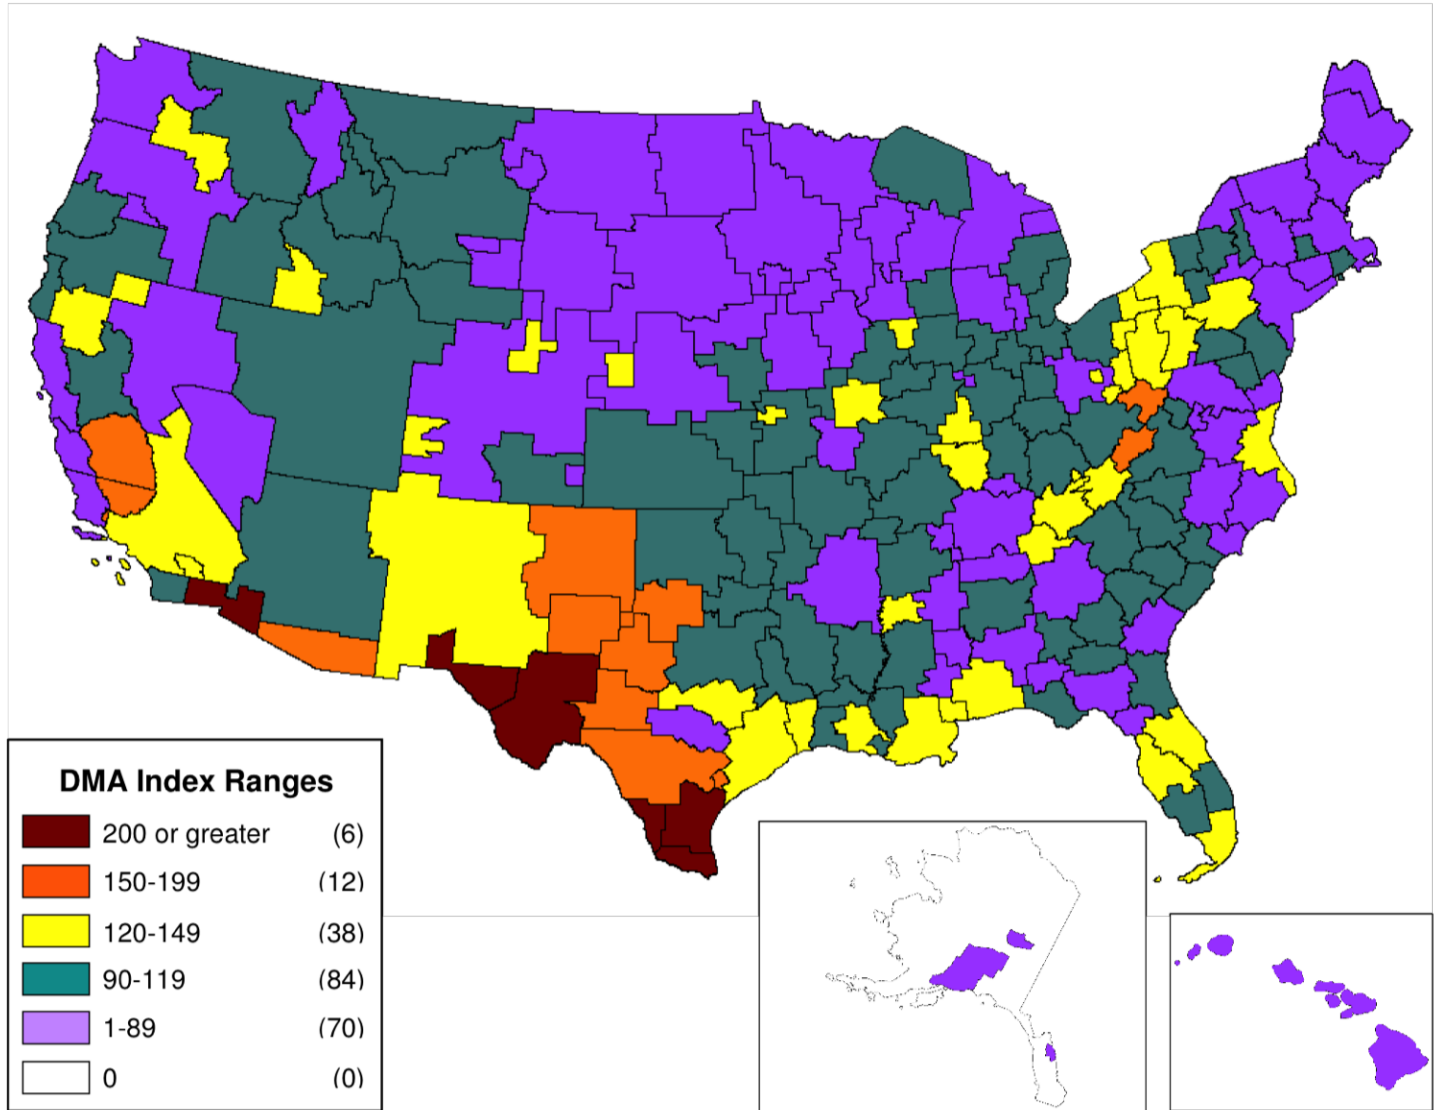 DMA Index Ranges
200 or greater (6)
150-199 (12)
120-149 (38)
90-119 (84)
1-89 (70)
0 (0)